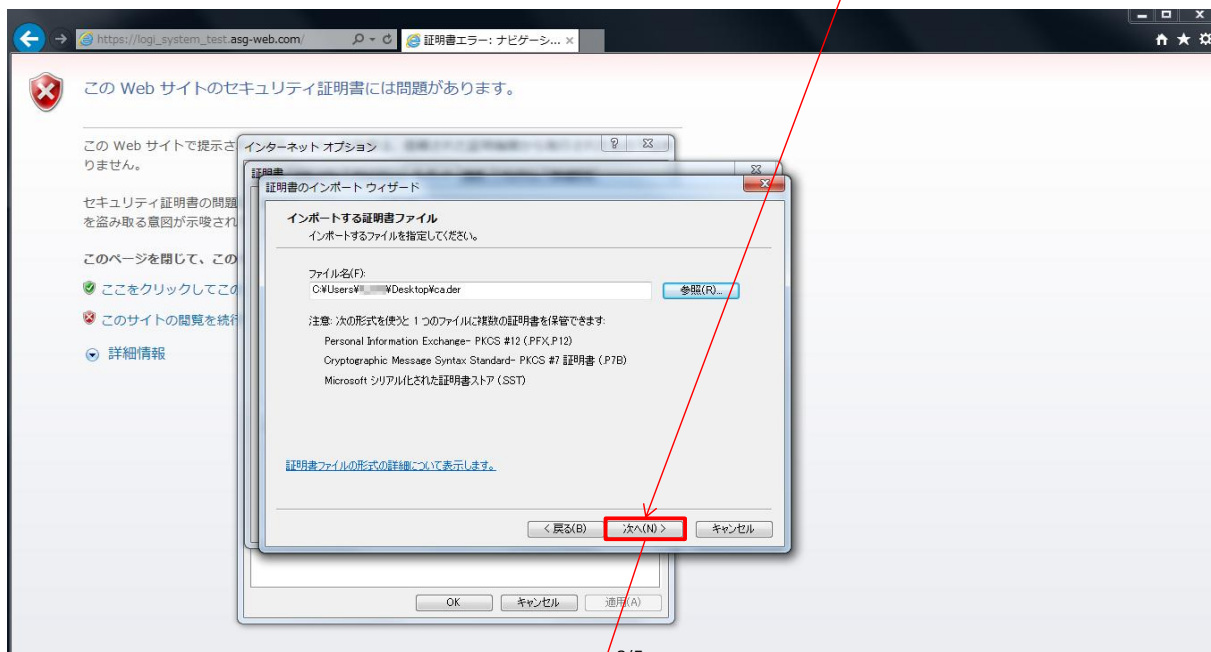 https://logi_system_test.asg-web.com/
証明書エラー: ナビゲーシ...
この Web サイトのセキュリティ証明書には問題があります。
この Web サイトで提示さ
りません。
セキュリティ証明書の問題
を盗み取る意図が示唆され
このページを閉じて、この
ここをクリックしてこの
このサイトの閲覧を続行
詳細情報
インターネット オプション
証明書
証明書のインポート ウィザード
インポートする証明書ファイル
インポートするファイルを指定してください。
ファイル名(F):
C:¥Users¥ ¥Desktop¥ca.der
参照(R)...
注意: 次の形式を使うと 1 つのファイルに複数の証明書を保管できます:
Personal Information Exchange- PKCS #12 (.PFX,.P12)
Cryptographic Message Syntax Standard- PKCS #7 証明書 (.P7B)
Microsoft シリアル化された証明書ストア (.SST)
証明書ファイルの形式の詳細について表示します。
< 戻る(B)
次へ(N) >
キャンセル
OK
キャンセル
適用(A)